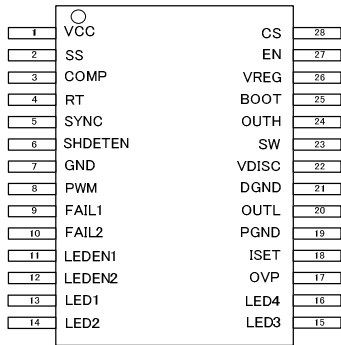 1 VCC CS 28
2 SS EN 27
3 COMP VREG 26
4 RT BOOT 25
5 SYNC OUTH 24
6 SHDETEN SW 23
7 GND VDISC 22
8 PWM DGND 21
9 FAIL1 OUTL 20
10 FAIL2 PGND 19
11 LEDEN1 ISET 18
12 LEDEN2 OVP 17
13 LED1 LED4 16
14 LED2 LED3 15